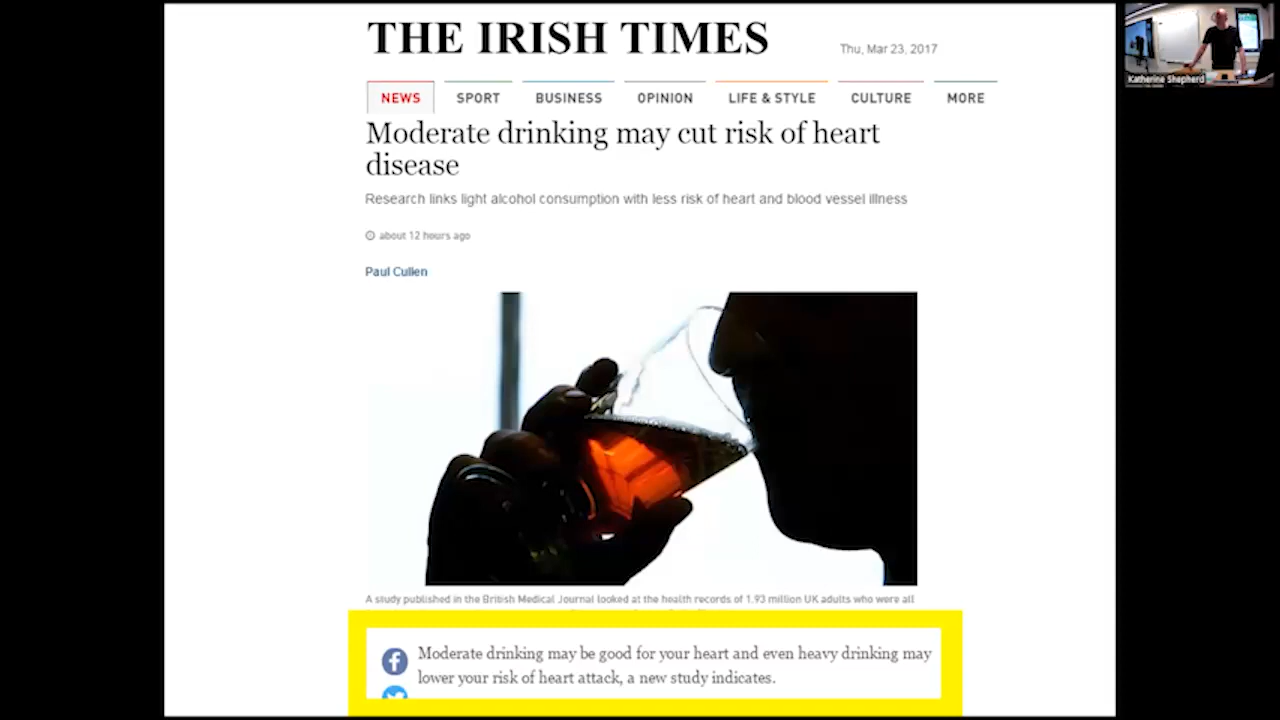 THE IRISH TIMES
Thu, Mar 23, 2017
Katherine Shepherd
NEWS SPORT BUSINESS OPINION LIFE & STYLE CULTURE MORE
Moderate drinking may cut risk of heart
disease
Research links light alcohol consumption with less risk of heart and blood vessel illness
about 12 hours ago
Paul Cullen
A study published in the British Medical Journal looked at the health records of 1.93 million UK adults who were all
Moderate drinking may be good for your heart and even heavy drinking may
lower your risk of heart attack, a new study indicates.